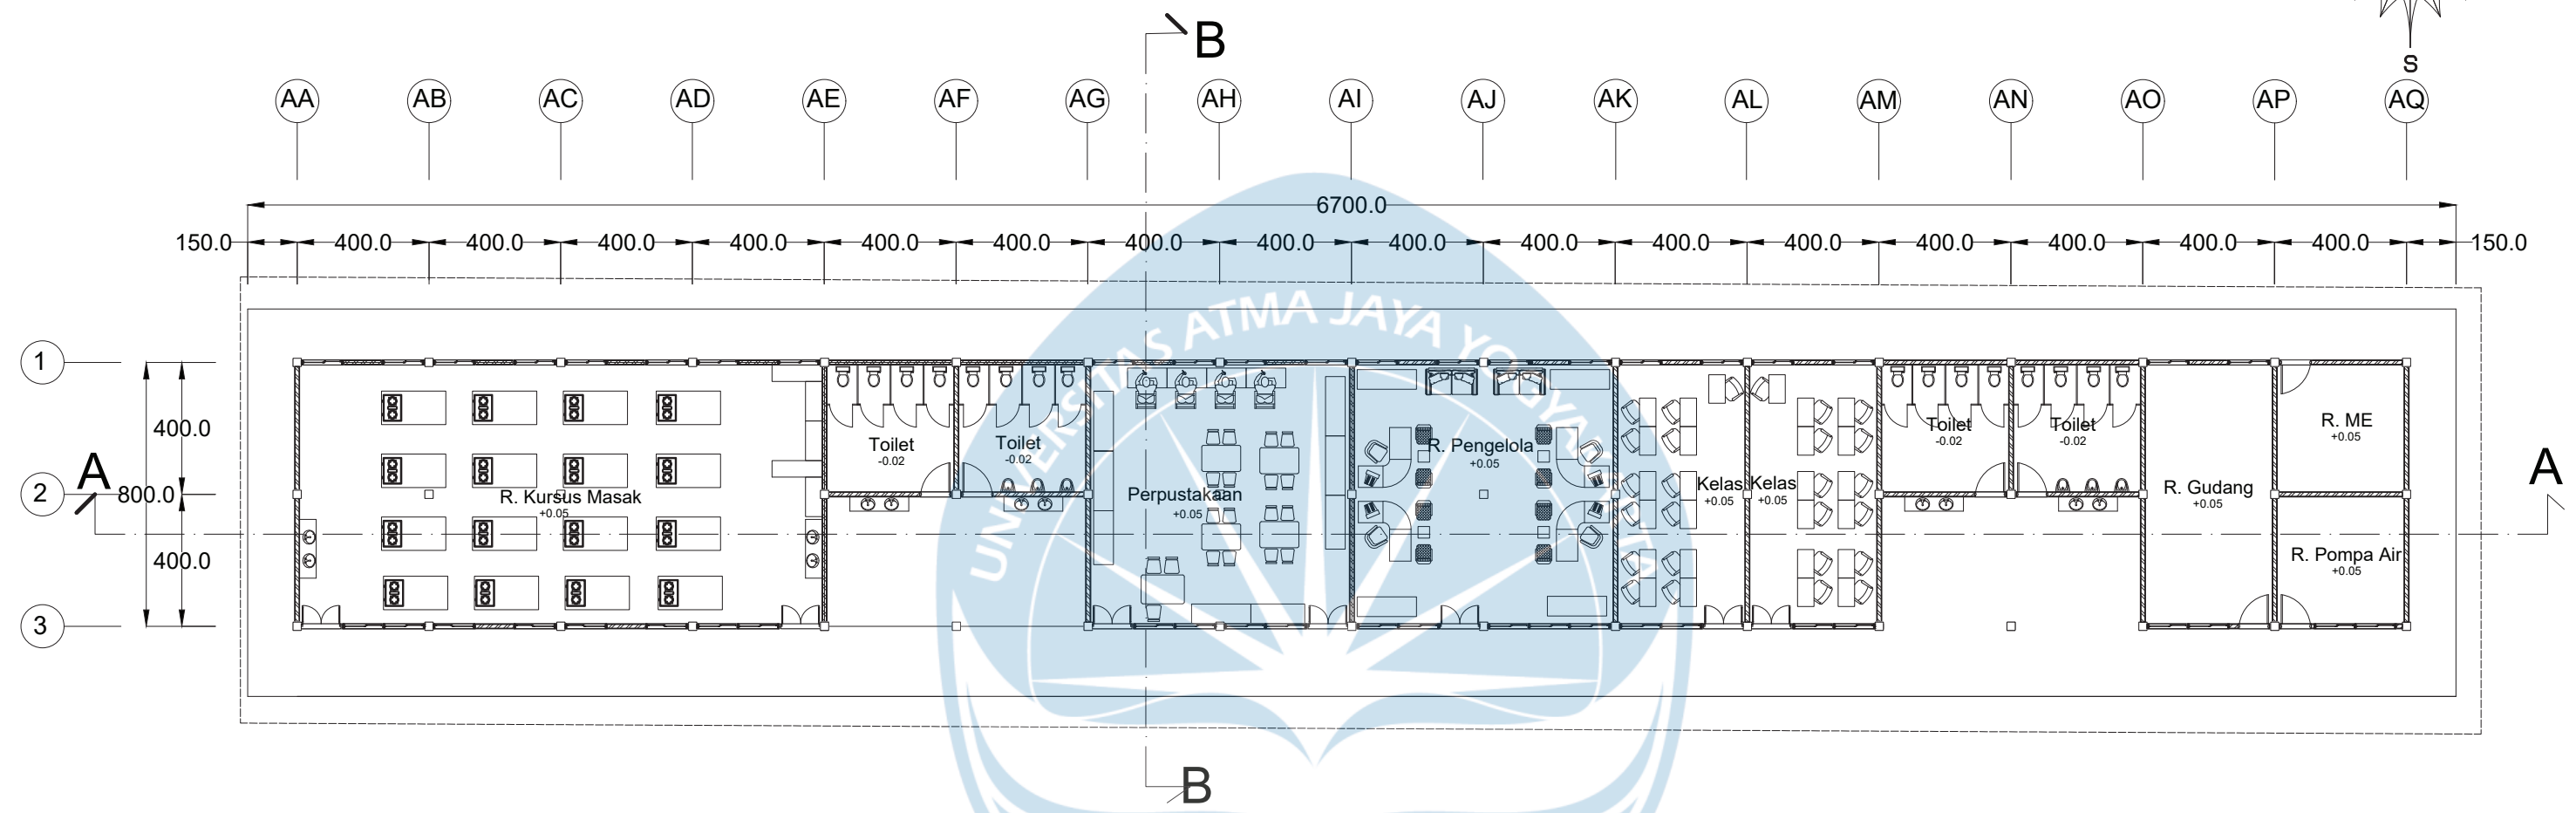 B
S
AA AB AC AD AE AF AG AH AI AJ AK AL AM AN AO AP AQ
6700.0
150.0 400.0 400.0 400.0 400.0 400.0 400.0 400.0 400.0 400.0 400.0 400.0 400.0 400.0 400.0 400.0 400.0 150.0
UNIVERSITAS ATMA JAYA YOGYAKARTA
1
400.0
A
2
800.0
400.0
3
R. Kursus Masak
+0.05
Toilet
-0.02
Toilet
-0.02
Perpustakaan
+0.05
R. Pengelola
+0.05
Kelas
+0.05
Kelas
+0.05
Toilet
-0.02
Toilet
-0.02
R. Gudang
+0.05
R. ME
+0.05
R. Pompa Air
+0.05
A
B